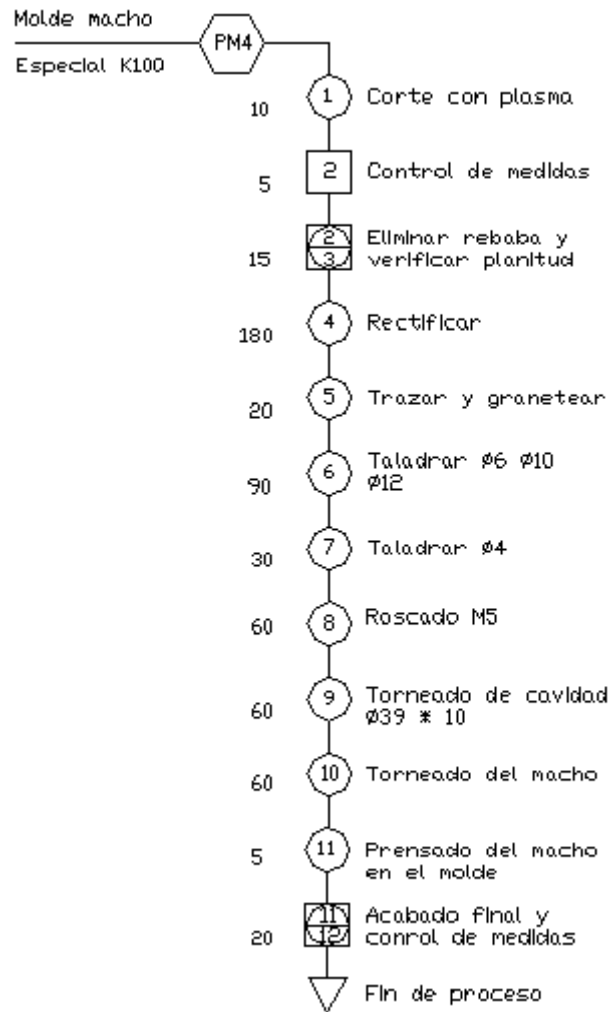 Molde macho
PM4
Especial K100
1 Corte con plasma
10
2 Control de medidas
5
2 Eliminar rebaba y
3 verificar planitud
15
4 Rectificar
180
5 Trazar y granetear
20
6 Taladrar ø6 ø10
ø12
90
7 Taladrar ø4
30
8 Roscado M5
60
9 Torneado de cavidad
ø39 * 10
60
10 Torneado del macho
60
11 Prensado del macho
5
en el molde
11 Acabado final y
12 conrol de medidas
20
Fin de proceso